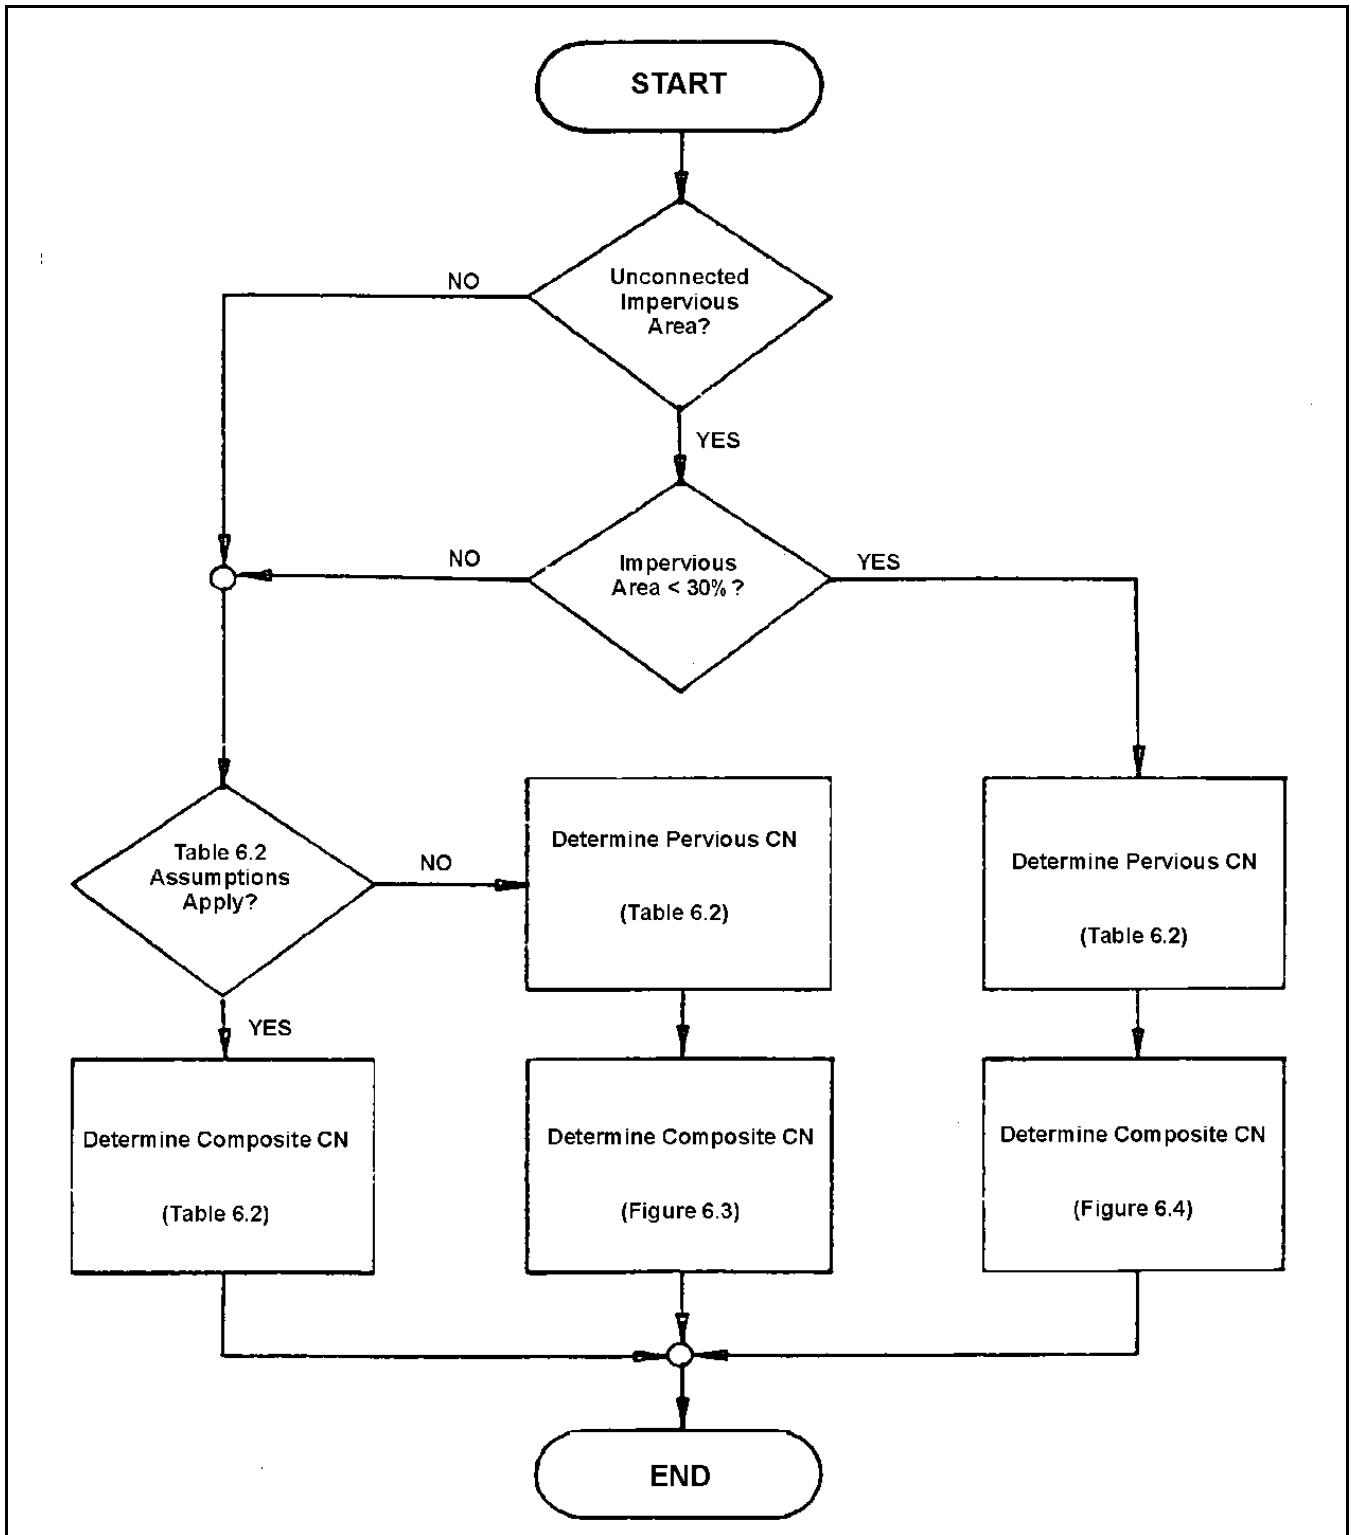 START
Unconnected
Impervious
Area?
NO
YES
Impervious
Area < 30% ?
NO
YES
Table 6.2
Assumptions
Apply?
NO
YES
Determine Pervious CN
(Table 6.2)
Determine Pervious CN
(Table 6.2)
Determine Composite CN
(Table 6.2)
Determine Composite CN
(Figure 6.3)
Determine Composite CN
(Figure 6.4)
END